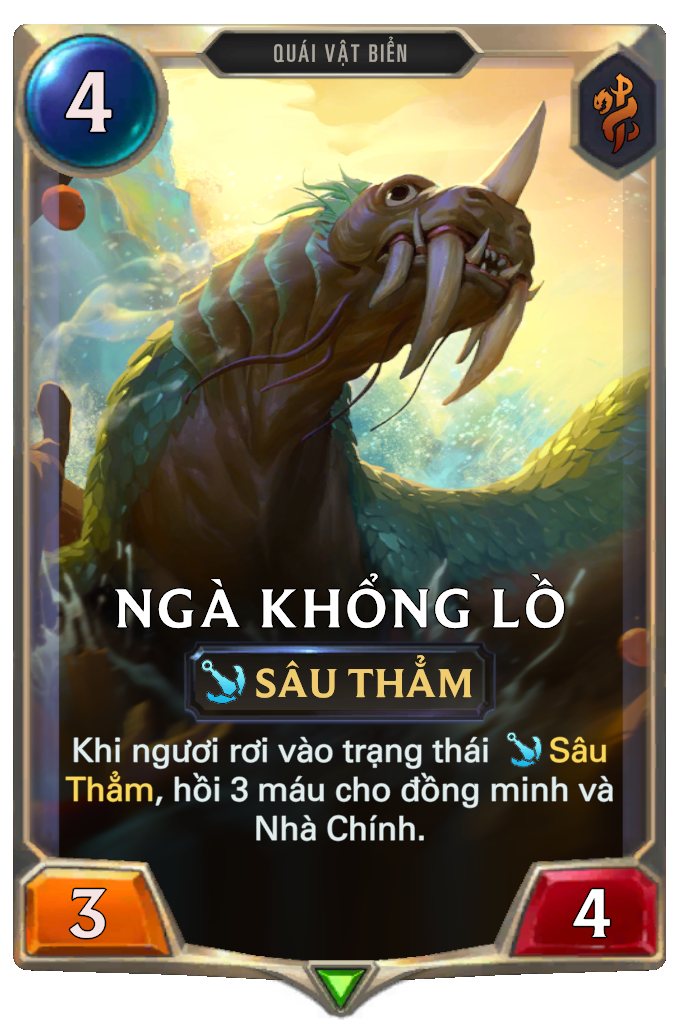 QUÁI VẬT BIỂN
4
NGÀ KHỔNG LỒ
SÂU THẲM
Khi ngươi rơi vào trạng thái Sâu
Thẳm, hồi 3 máu cho đồng minh và
Nhà Chính.
3
4